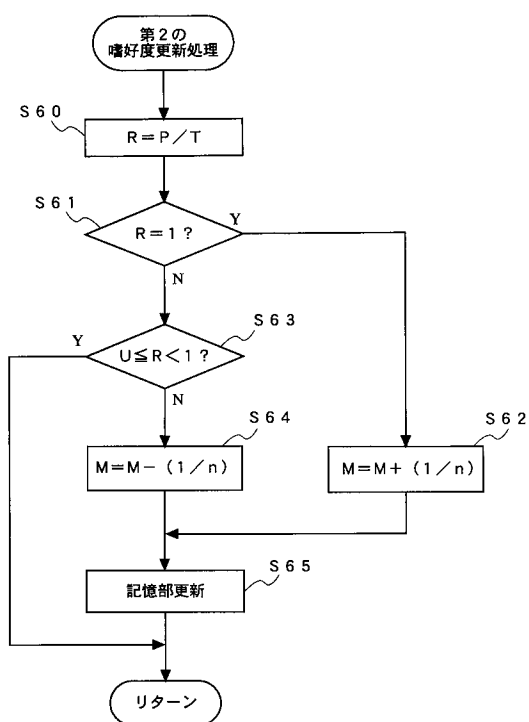 第2の
嗜好度更新処理
S60
R=P/T
S61
R=1?
Y
N
S63
U≦R<1?
Y
N
S64
M=M-(1/n)
S62
M=M+(1/n)
S65
記憶部更新
リターン